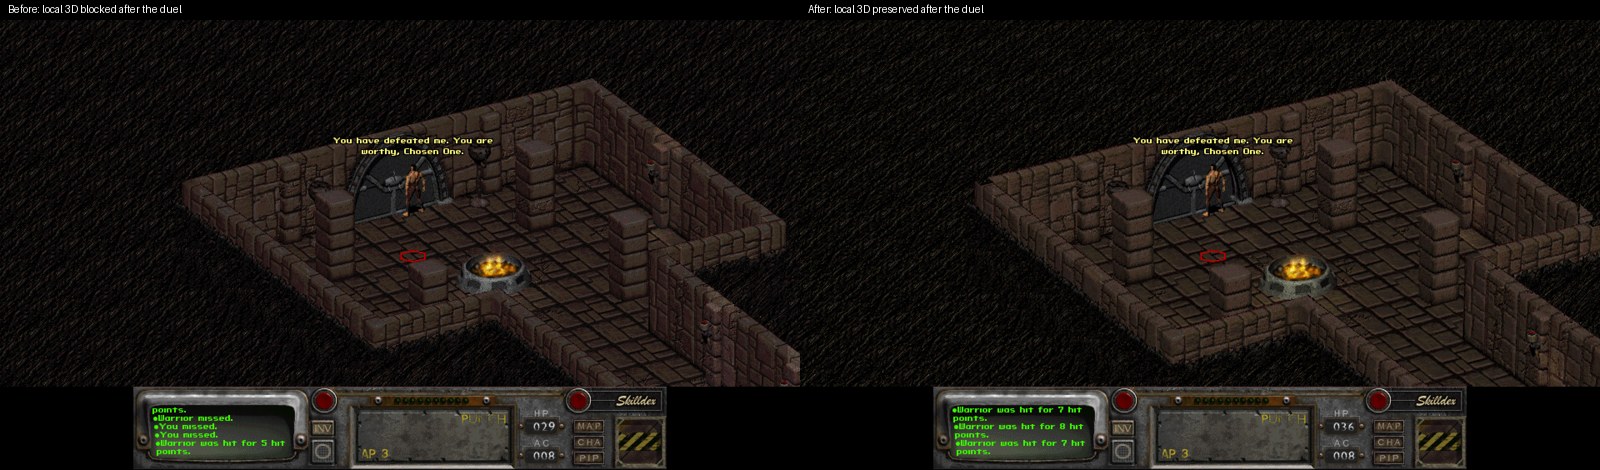 Before: local 3D blocked after the duel
After: local 3D preserved after the duel
You have defeated me. You are
worthy, Chosen One.
You have defeated me. You are
worthy, Chosen One.
points.
•Warrior missed.
•You missed.
•You missed.
•Warrior was hit for 5 hit
points.
INV
PUNCH
AP 3
Skilldex
HP
029
AC
008
MAP
CHA
PIP
•Warrior was hit for 7 hit
points.
•Warrior was hit for 8 hit
points.
•Warrior was hit for 7 hit
points.
INV
PUNCH
AP 3
Skilldex
HP
036
AC
008
MAP
CHA
PIP